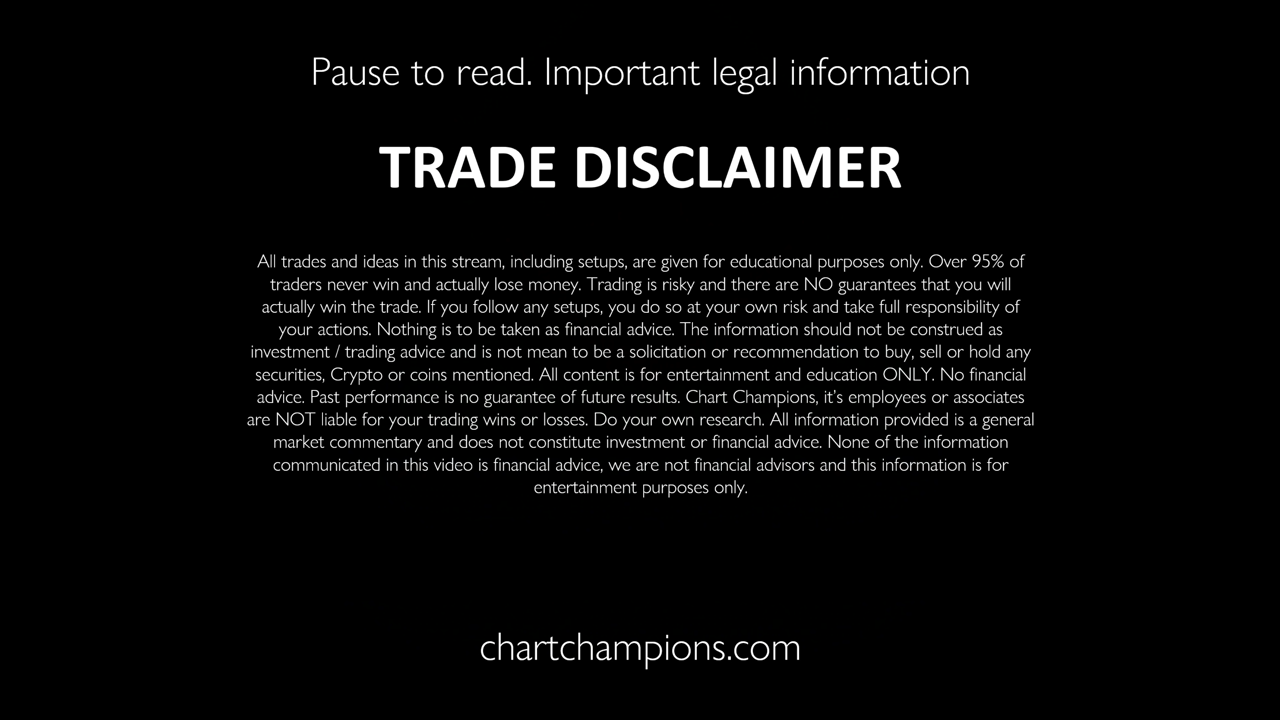 Pause to read. Important legal information
TRADE DISCLAIMER
All trades and ideas in this stream, including setups, are given for educational purposes only. Over 95% of
traders never win and actually lose money. Trading is risky and there are NO guarantees that you will
actually win the trade. If you follow any setups, you do so at your own risk and take full responsibility of
your actions. Nothing is to be taken as financial advice. The information should not be construed as
investment / trading advice and is not mean to be a solicitation or recommendation to buy, sell or hold any
securities, Crypto or coins mentioned. All content is for entertainment and education ONLY. No financial
advice. Past performance is no guarantee of future results. Chart Champions, it's employees or associates
are NOT liable for your trading wins or losses. Do your own research. All information provided is a general
market commentary and does not constitute investment or financial advice. None of the information
communicated in this video is financial advice, we are not financial advisors and this information is for
entertainment purposes only.
chartchampions.com